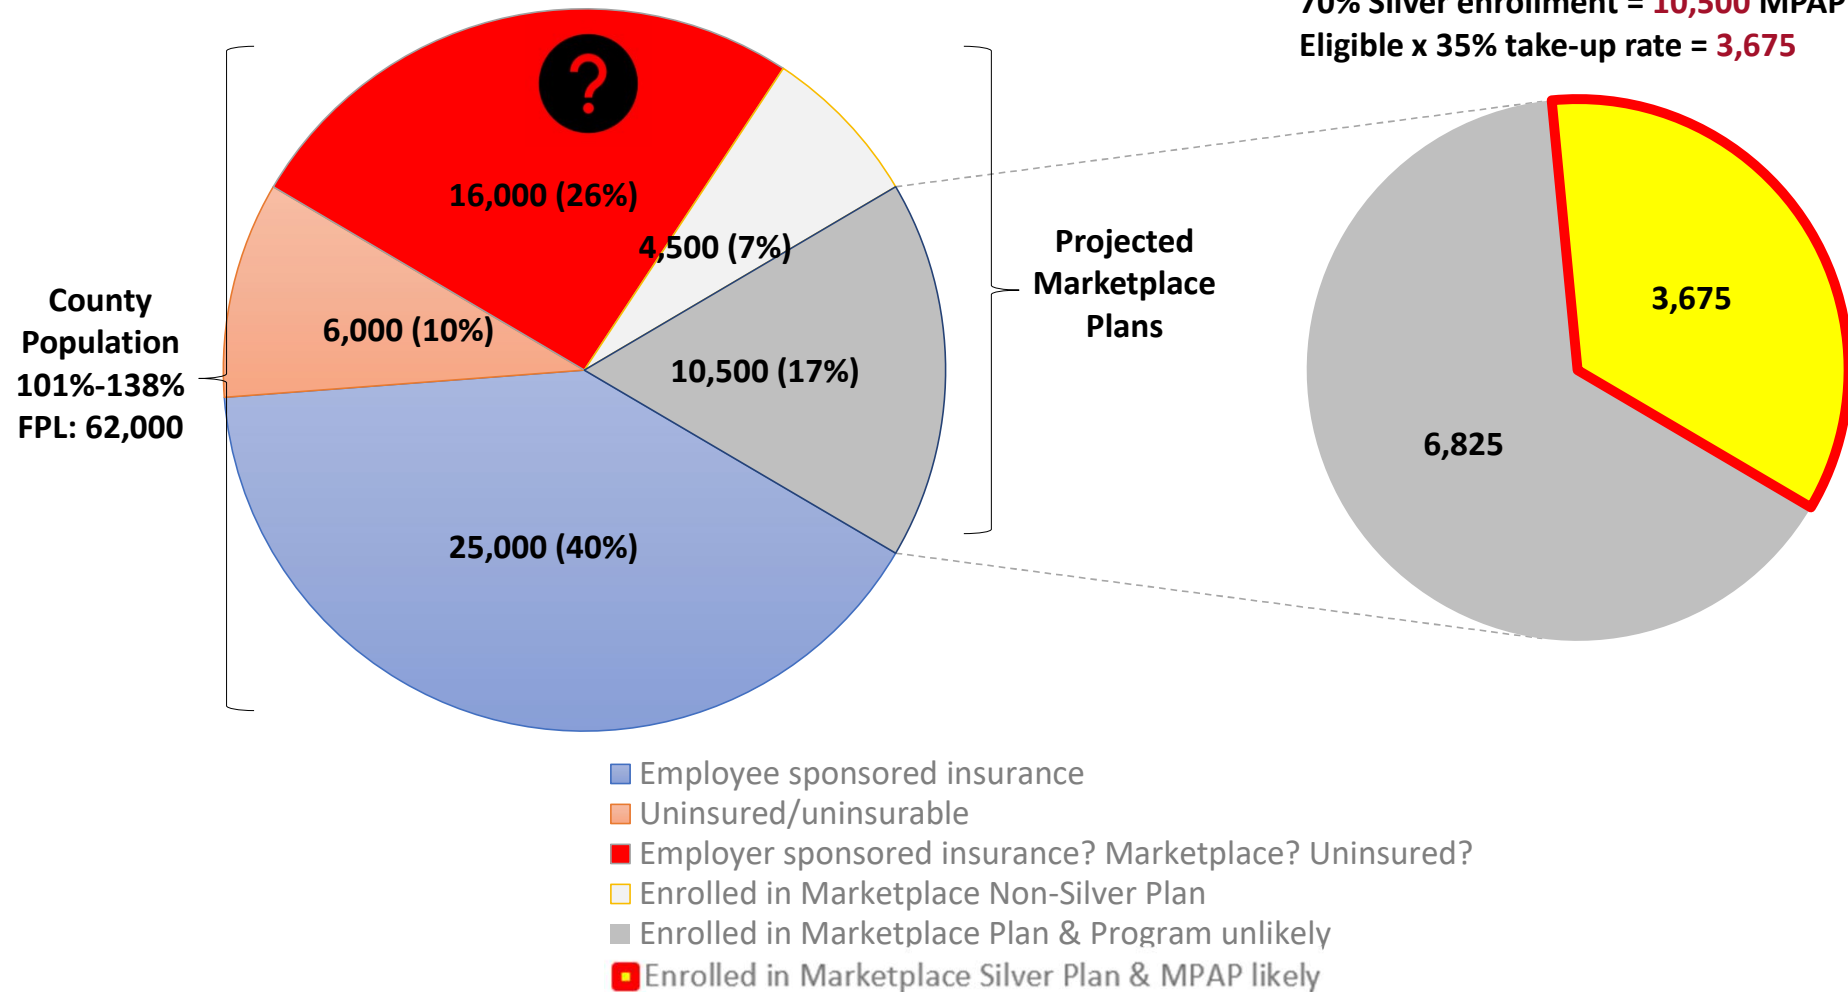 70% Silver enrollment = 10,500 MPAP
Eligible x 35% take-up rate = 3,675
?
16,000 (26%)
4,500 (7%)
6,000 (10%)
10,500 (17%)
25,000 (40%)
County
Population
101%-138%
FPL: 62,000
Projected
Marketplace
Plans
3,675
6,825
Employee sponsored insurance
Uninsured/uninsurable
Employer sponsored insurance? Marketplace? Uninsured?
Enrolled in Marketplace Non-Silver Plan
Enrolled in Marketplace Plan & Program unlikely
Enrolled in Marketplace Silver Plan & MPAP likely